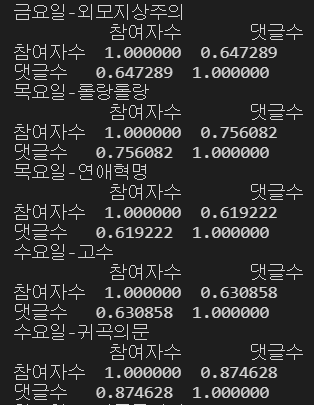 금요일-외모지상주의
참여자수 댓글수
참여자수 1.000000 0.647289
댓글수 0.647289 1.000000
목요일-롤랑롤랑
참여자수 댓글수
참여자수 1.000000 0.756082
댓글수 0.756082 1.000000
목요일-연애혁명
참여자수 댓글수
참여자수 1.000000 0.619222
댓글수 0.619222 1.000000
수요일-고수
참여자수 댓글수
참여자수 1.000000 0.630858
댓글수 0.630858 1.000000
수요일-귀곡의문
참여자수 댓글수
참여자수 1.000000 0.874628
댓글수 0.874628 1.000000